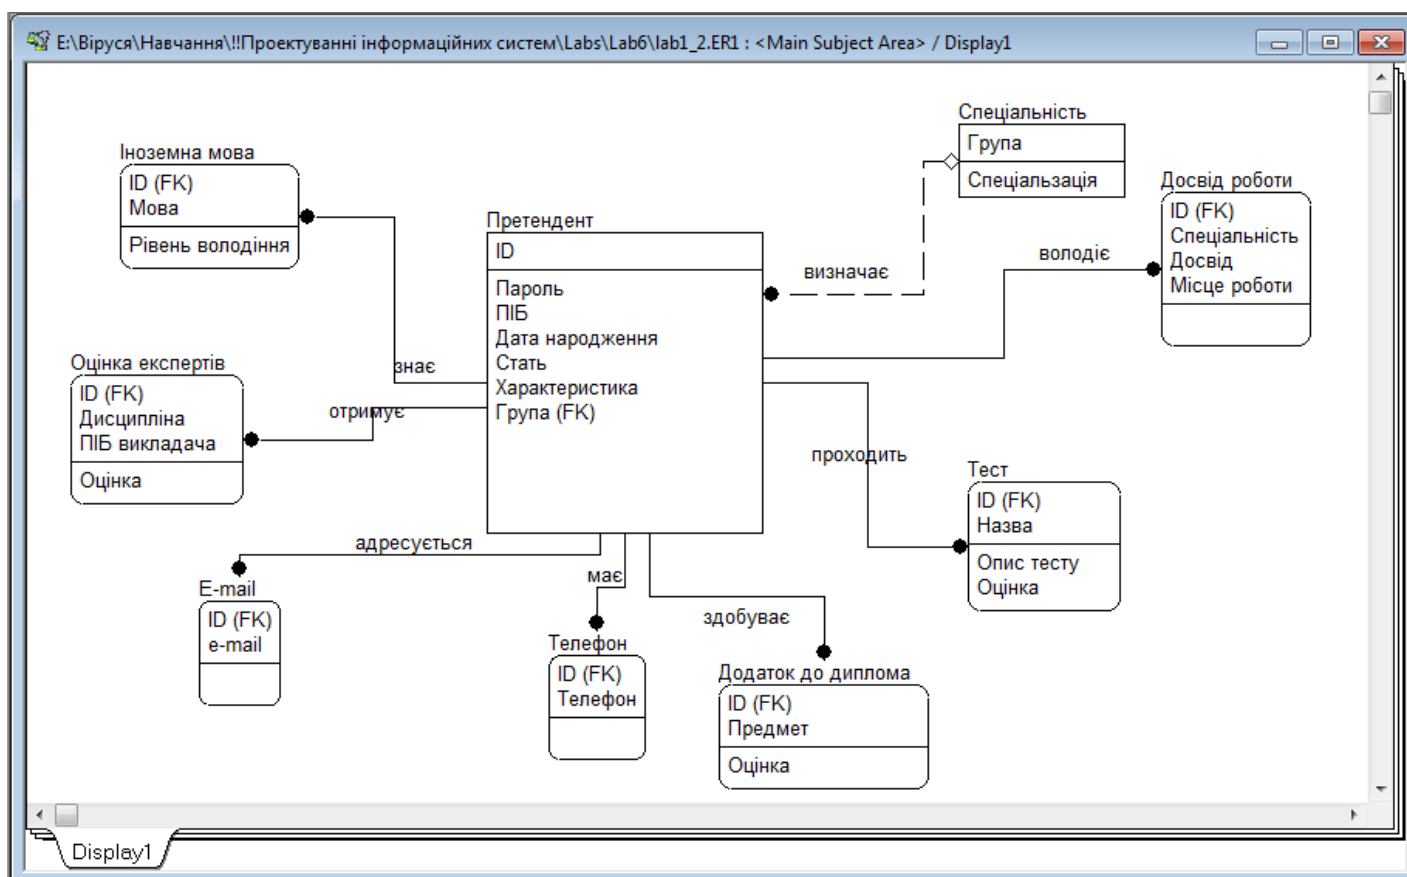 E:\Віруся\Навчання\!!Проектуванні інформаційних систем\Labs\Lab6\lab1_2.ER1 : <Main Subject Area> / Display1
Іноземна мова
ID (FK)
Мова
Рівень володіння
Оцінка експертів
ID (FK)
Дисципліна
ПІБ викладача
Оцінка
знає
отримує
Претендент
ID
Пароль
ПІБ
Дата народження
Стать
Характеристика
Група (FK)
визначає
Спеціальність
Група
Спеціальзація
володіє
Досвід роботи
ID (FK)
Спеціальність
Досвід
Місце роботи
проходить
Тест
ID (FK)
Назва
Опис тесту
Оцінка
адресується
E-mail
ID (FK)
e-mail
має
Телефон
ID (FK)
Телефон
здобуває
Додаток до диплома
ID (FK)
Предмет
Оцінка
Display1